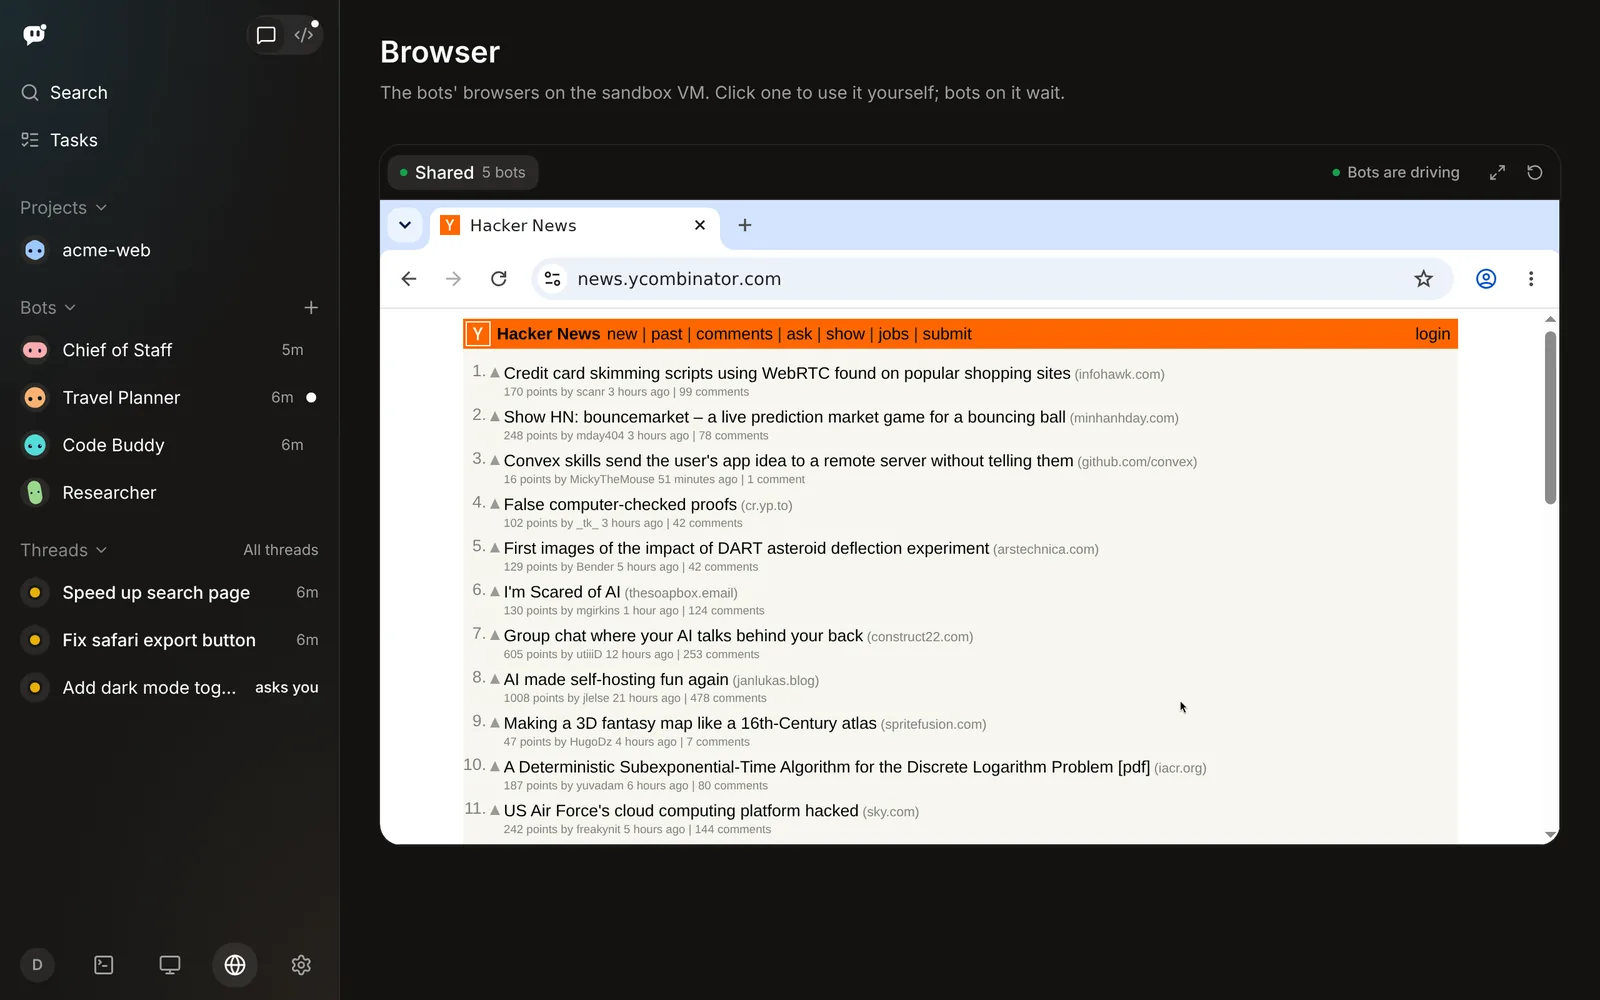 Search
Tasks
Projects
acme-web
Bots
Chief of Staff 5m
Travel Planner 6m
Code Buddy 6m
Researcher
Threads All threads
Speed up search page 6m
Fix safari export button 6m
Add dark mode tog... asks you
D
Browser
The bots' browsers on the sandbox VM. Click one to use it yourself; bots on it wait.
Shared 5 bots Bots are driving
Y Hacker News
news.ycombinator.com
Y Hacker News new | past | comments | ask | show | jobs | submit login
1. Credit card skimming scripts using WebRTC found on popular shopping sites (infohawk.com)
170 points by scanr 3 hours ago | 99 comments
2. Show HN: bouncemarket – a live prediction market game for a bouncing ball (minhanhday.com)
248 points by mday404 3 hours ago | 78 comments
3. Convex skills send the user's app idea to a remote server without telling them (github.com/convex)
16 points by MickyTheMouse 51 minutes ago | 1 comment
4. False computer-checked proofs (cr.yp.to)
102 points by _tk_ 3 hours ago | 42 comments
5. First images of the impact of DART asteroid deflection experiment (arstechnica.com)
129 points by Bender 5 hours ago | 42 comments
6. I'm Scared of AI (thesoapbox.email)
130 points by mgirkins 1 hour ago | 124 comments
7. Group chat where your AI talks behind your back (construct22.com)
605 points by utiiiD 12 hours ago | 253 comments
8. AI made self-hosting fun again (janlukas.blog)
1008 points by jlelse 21 hours ago | 478 comments
9. Making a 3D fantasy map like a 16th-Century atlas (spritefusion.com)
47 points by HugoDz 4 hours ago | 7 comments
10. A Deterministic Subexponential-Time Algorithm for the Discrete Logarithm Problem [pdf] (iacr.org)
187 points by yuvadam 6 hours ago | 80 comments
11. US Air Force's cloud computing platform hacked (sky.com)
242 points by freakynit 5 hours ago | 144 comments